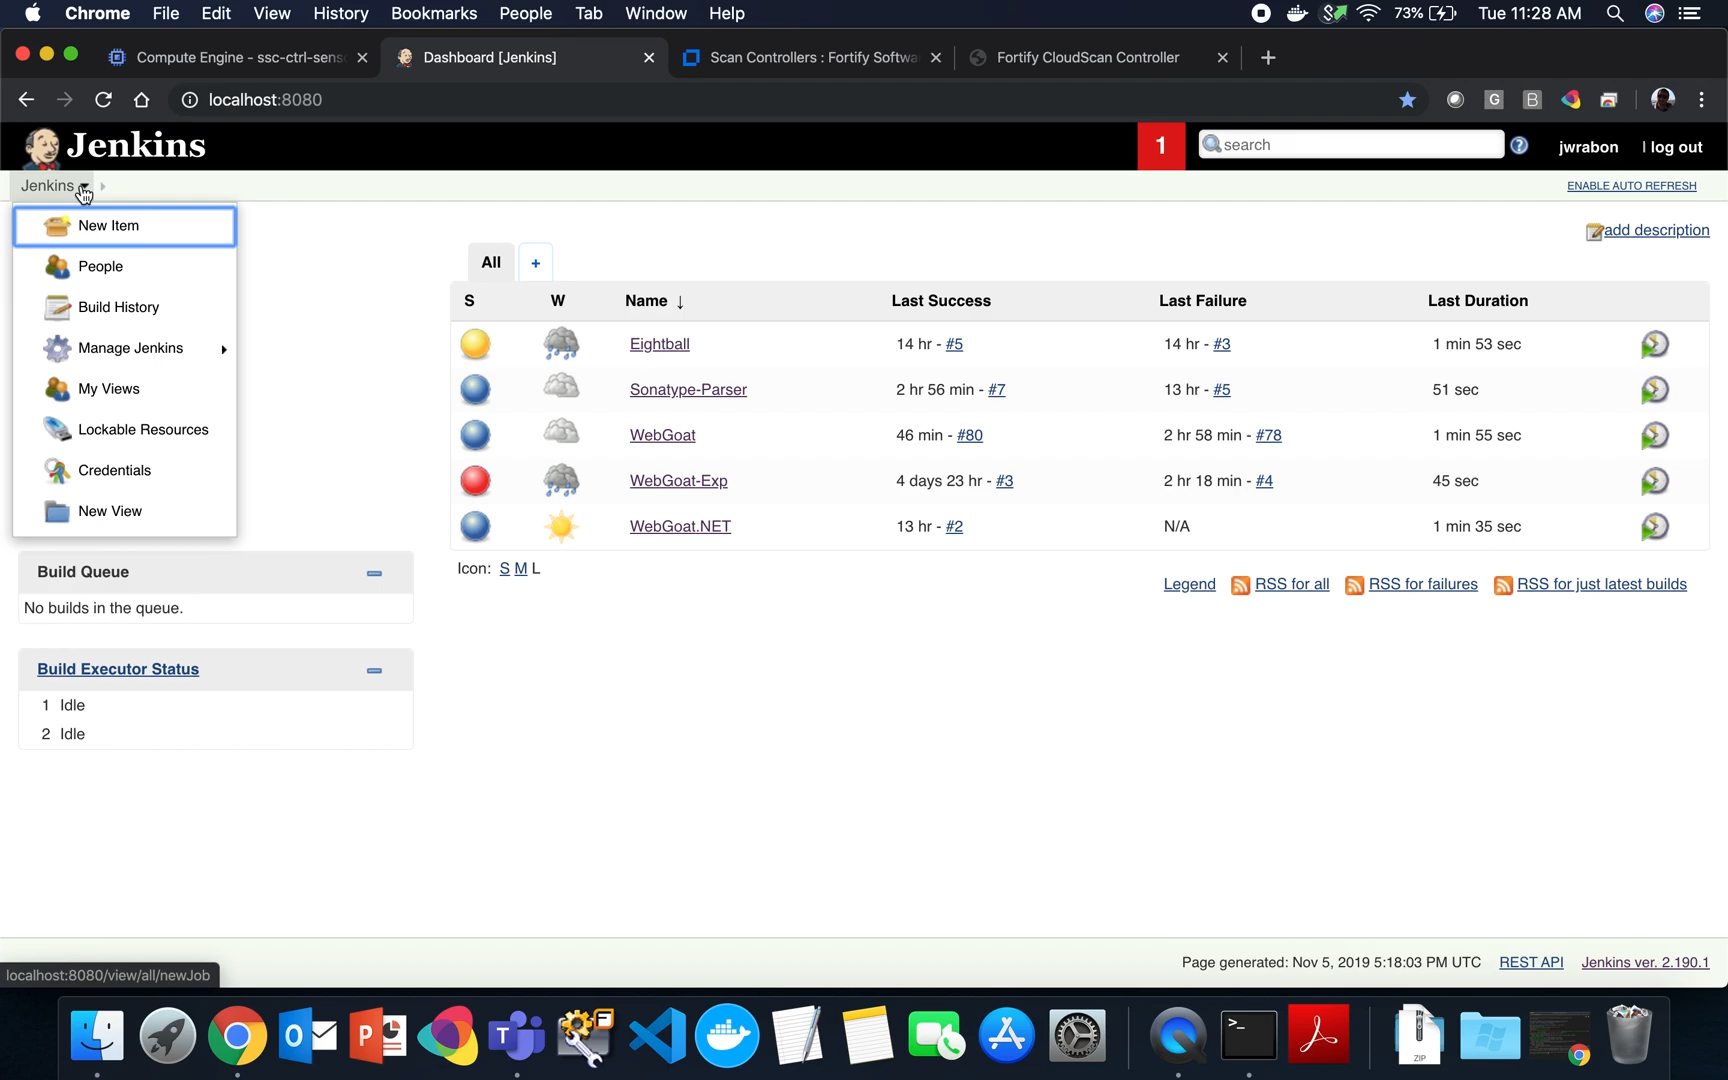 Chrome File Edit View History Bookmarks People Tab Window Help 73% Tue 11:28 AM
Compute Engine - ssc-ctrl-sens
Dashboard [Jenkins]
Scan Controllers : Fortify Softwa
Fortify CloudScan Controller
localhost:8080
G B
Jenkins
1
search
jwrabon
| log out
Jenkins
ENABLE AUTO REFRESH
New Item
People
Build History
Manage Jenkins
My Views
Lockable Resources
Credentials
New View
add description
All +
S W Name ↓ Last Success Last Failure Last Duration
Eightball 14 hr - #5 14 hr - #3 1 min 53 sec
Sonatype-Parser 2 hr 56 min - #7 13 hr - #5 51 sec
WebGoat 46 min - #80 2 hr 58 min - #78 1 min 55 sec
WebGoat-Exp 4 days 23 hr - #3 2 hr 18 min - #4 45 sec
WebGoat.NET 13 hr - #2 N/A 1 min 35 sec
Icon: S M L
Legend RSS for all RSS for failures RSS for just latest builds
Build Queue
No builds in the queue.
Build Executor Status
1 Idle
2 Idle
Page generated: Nov 5, 2019 5:18:03 PM UTC REST API Jenkins ver. 2.190.1
localhost:8080/view/all/newJob
ZIP